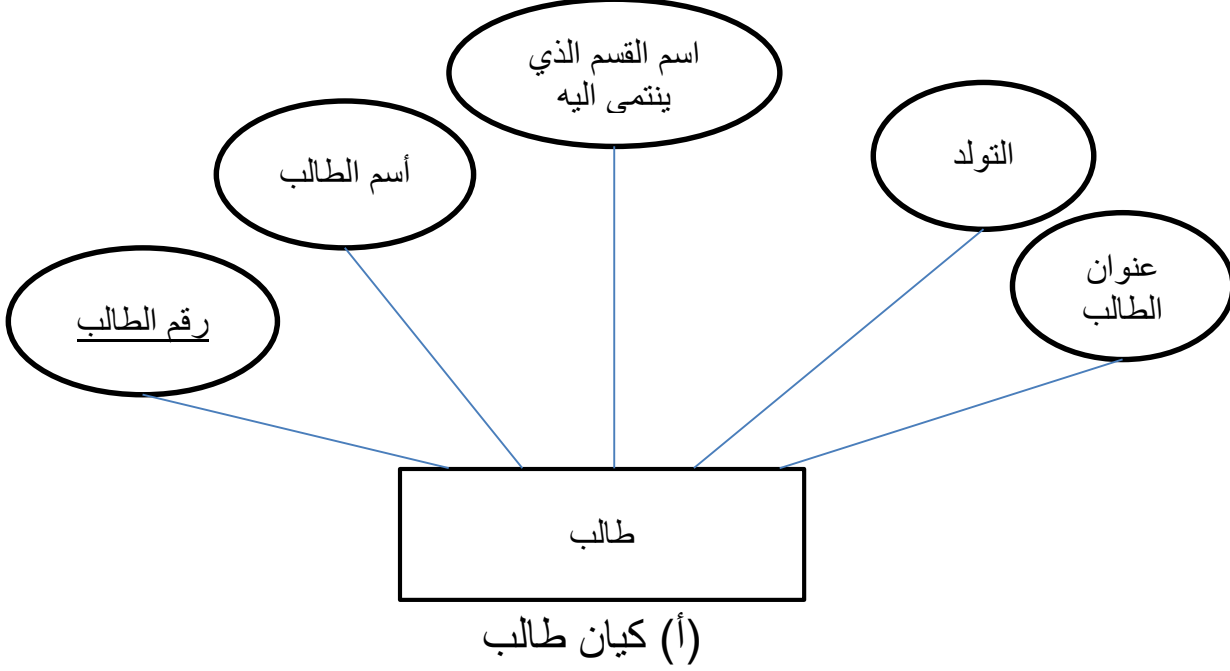 اسم القسم الذي
ينتمي اليه
التولد
أسم الطالب
عنوان
الطالب
رقم الطالب
طالب
(أ) كيان طالب